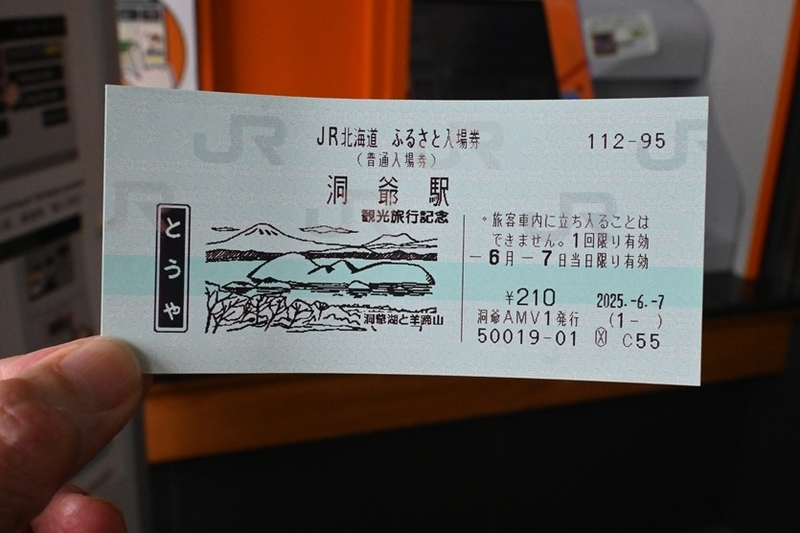 JR北海道 ふるさと入場券
112-95
(普通入場券)
洞爺駅
観光旅行記念
とうや
洞爺湖と羊蹄山
旅客車内に立ち入ることは
できません。1回限り有効
－6月－7日当日限り有効
¥210 2025.-6.-7
洞爺AMV1発行 (1- )
50019-01 ㋨ C55